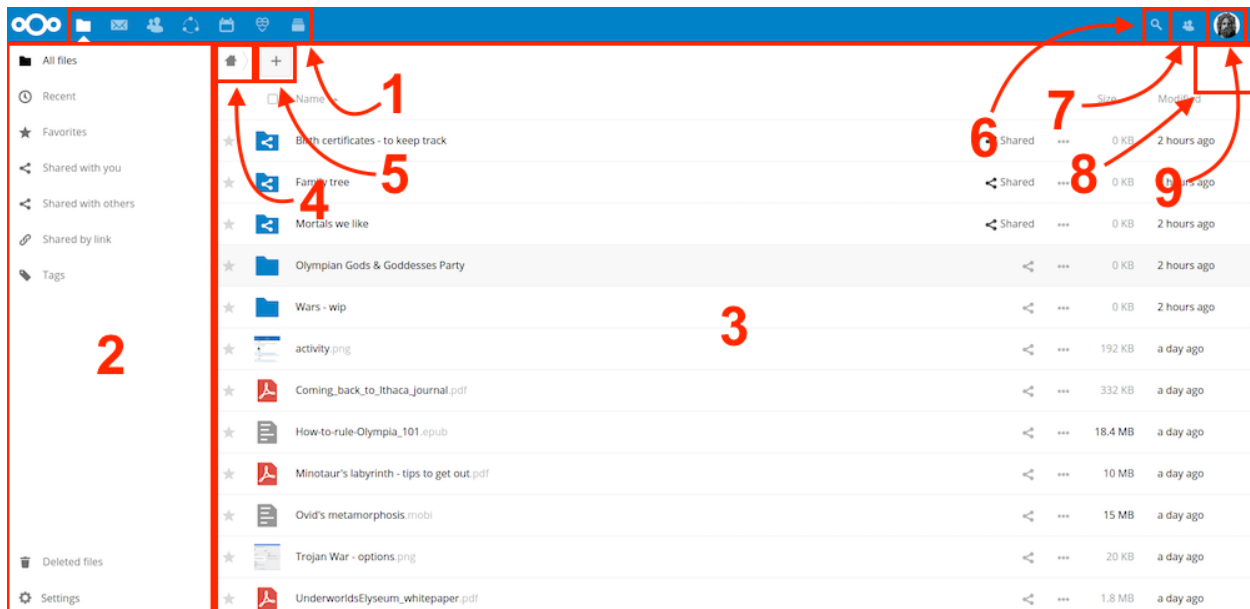 1
All files
+
6
7
8
9
Recent
Name
Size
Modified
Favorites
Birth certificates - to keep track
Shared
0 KB
2 hours ago
Shared with you
5
4
Family tree
Shared
0 KB
hours ago
Shared with others
Mortals we like
Shared
0 KB
2 hours ago
Shared by link
Olympian Gods & Goddesses Party
0 KB
2 hours ago
Tags
Wars - wip
0 KB
2 hours ago
2
3
activity.png
192 KB
a day ago
Coming_back_to_Ithaca_journal.pdf
332 KB
a day ago
How-to-rule-Olympia_101.epub
18.4 MB
a day ago
Minotaur's labyrinth - tips to get out.pdf
10 MB
a day ago
Ovid's metamorphosis.mobi
15 MB
a day ago
Deleted files
Trojan War - options.png
20 KB
a day ago
Settings
UnderworldsElyseum_whitepaper.pdf
1.8 MB
a day ago